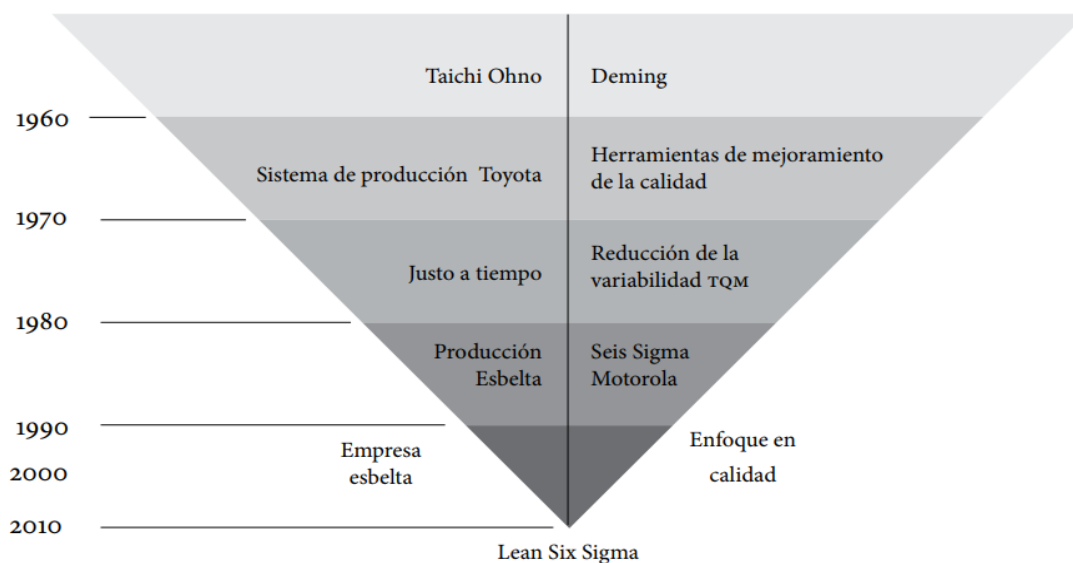 Taichi Ohno
Deming
1960
Sistema de producción Toyota
Herramientas de mejoramiento
de la calidad
1970
Justo a tiempo
Reducción de la
variabilidad TQM
1980
Producción
Esbelta
Seis Sigma
Motorola
1990
Empresa
esbelta
Enfoque en
calidad
2000
2010
Lean Six Sigma